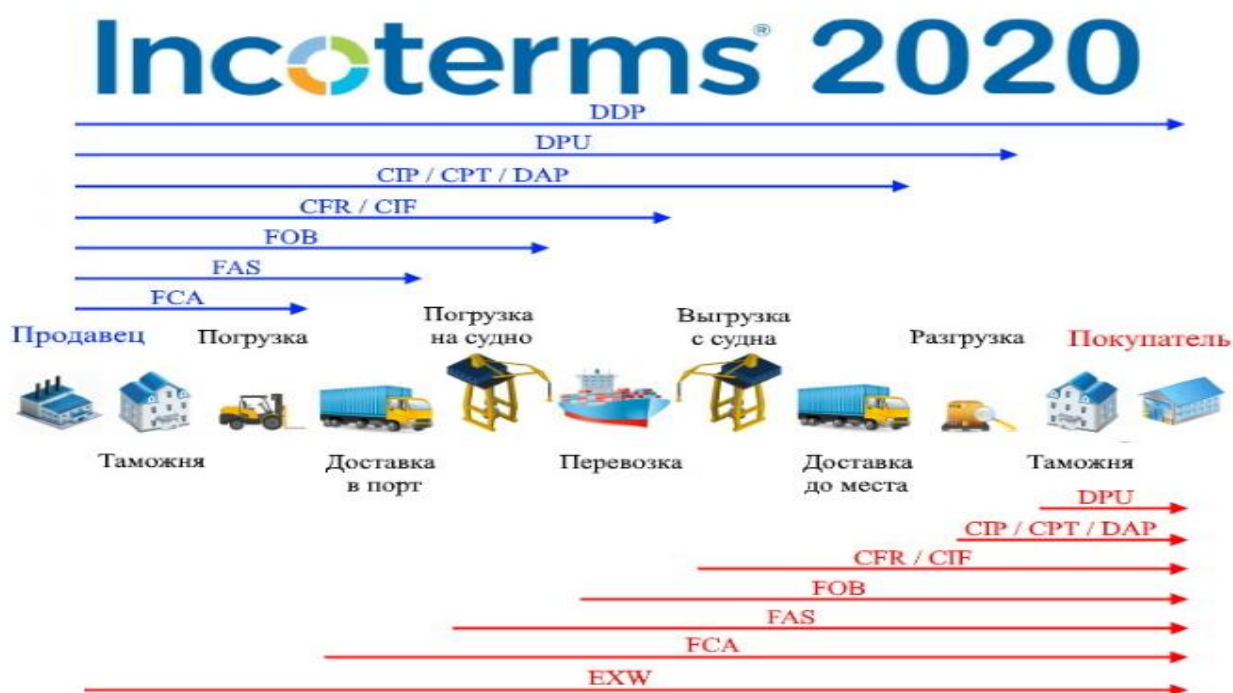 Incoterms® 2020
DDP
DPU
CIP / CPT / DAP
CFR / CIF
FOB
FAS
FCA
Продавец
Погрузка
Погрузка
на судно
Выгрузка
с судна
Разгрузка
Покупатель
Таможня
Доставка
в порт
Перевозка
Доставка
до места
Таможня
DPU
CIP / CPT / DAP
CFR / CIF
FOB
FAS
FCA
EXW